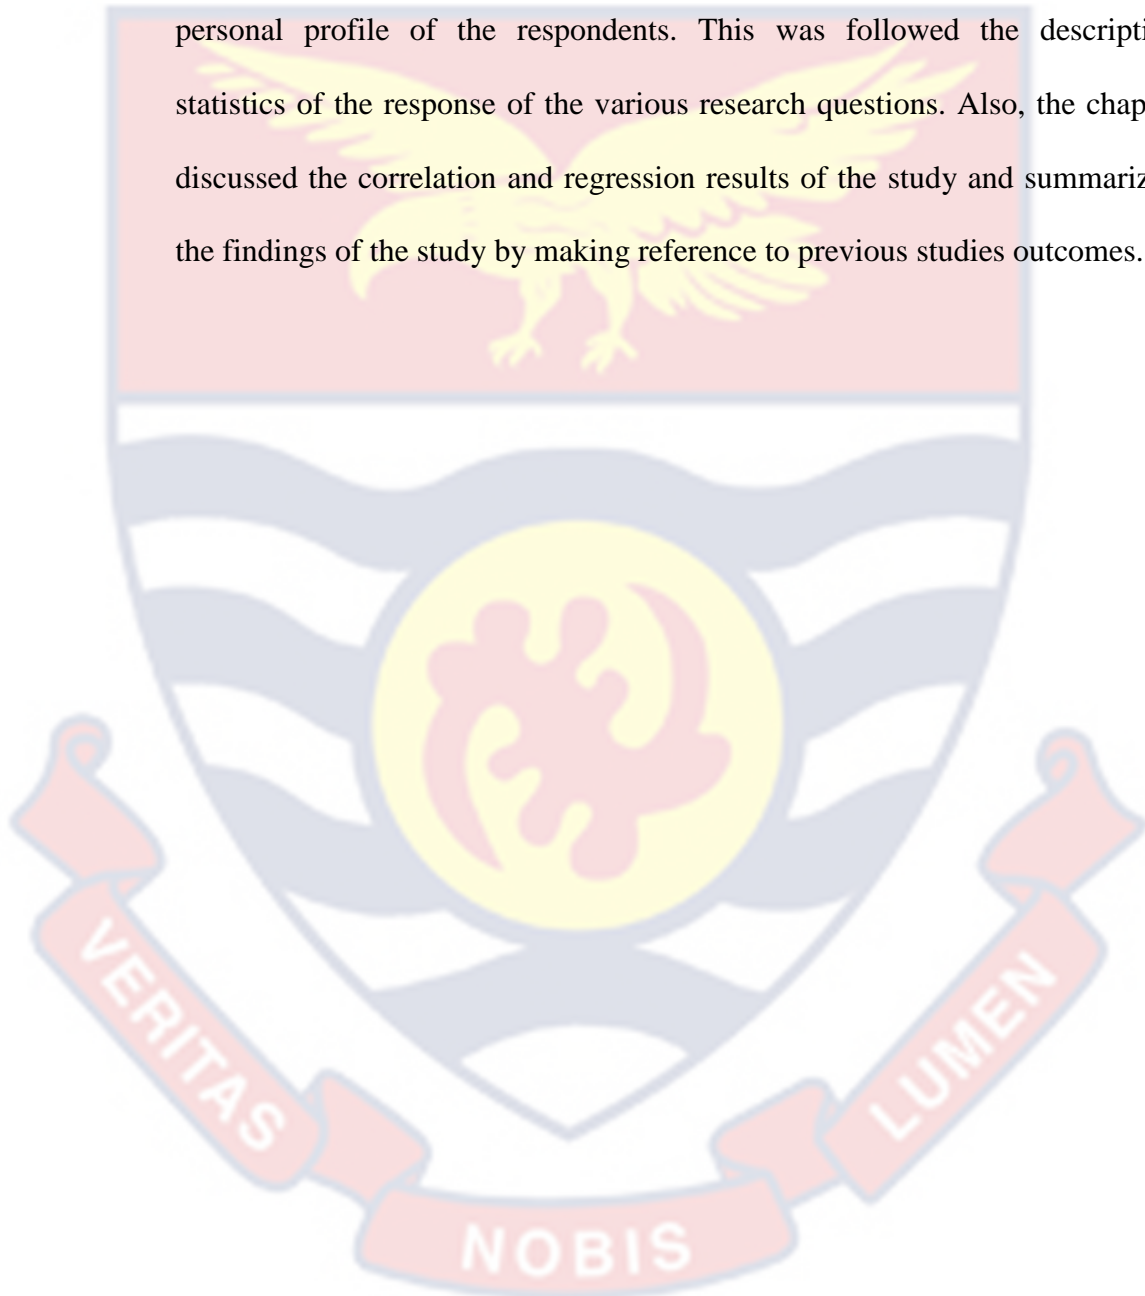 personal profile of the respondents. This was followed the descripti
statistics of the response of the various research questions. Also, the chap
discussed the correlation and regression results of the study and summariz
the findings of the study by making reference to previous studies outcomes.
VERITAS
NOBIS
LUMEN